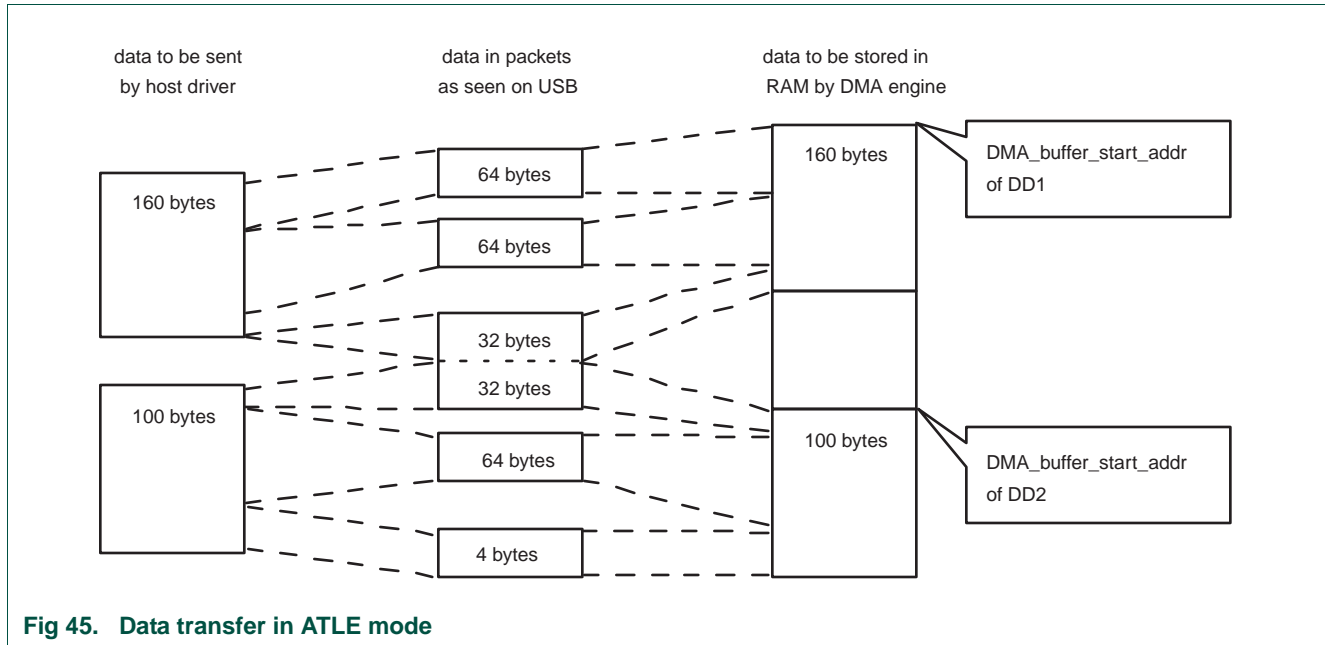 data to be sent
by host driver
data in packets
as seen on USB
data to be stored in
RAM by DMA engine
160 bytes
64 bytes
64 bytes
32 bytes
32 bytes
100 bytes
64 bytes
4 bytes
160 bytes
100 bytes
DMA_buffer_start_addr
of DD1
DMA_buffer_start_addr
of DD2
Fig 45. Data transfer in ATLE mode